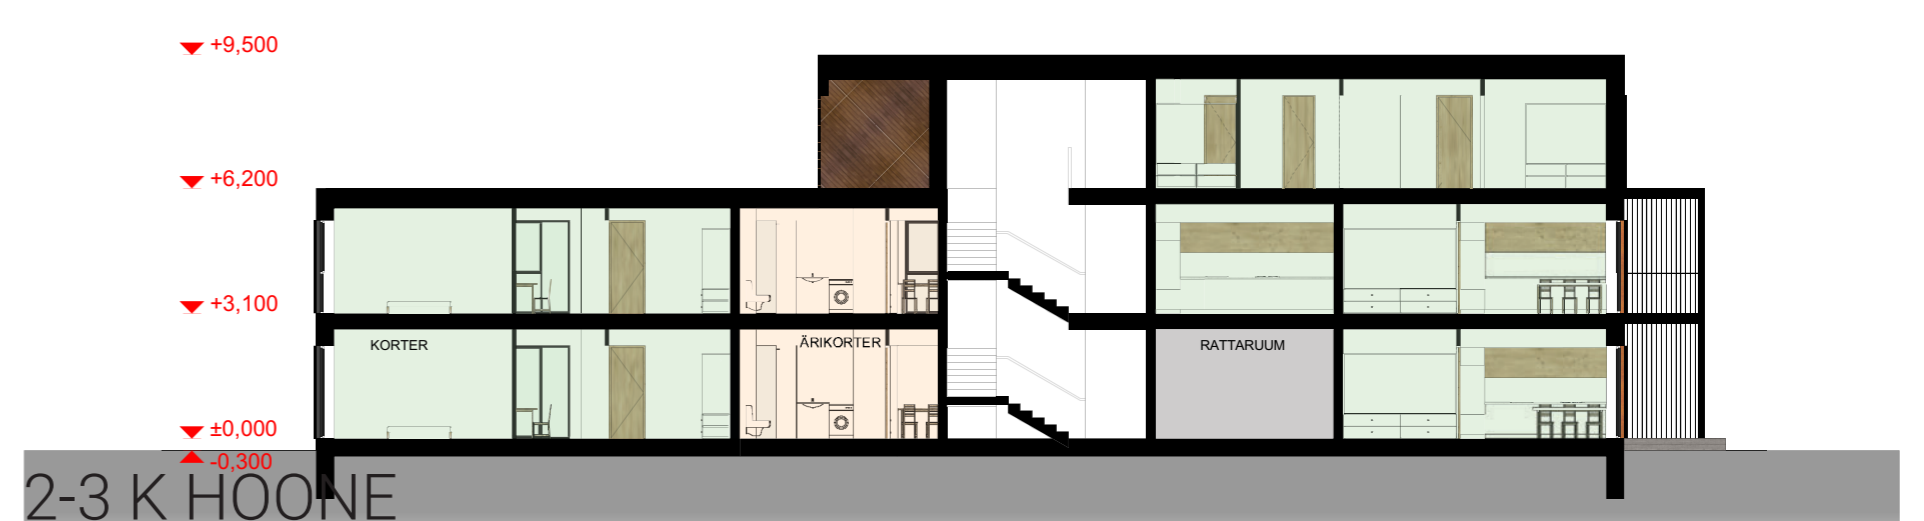 +9,500
+6,200
+3,100
KORTER ÄRIKORTER RATTARUUM
±0,000
-0,300
2-3 K HOONE